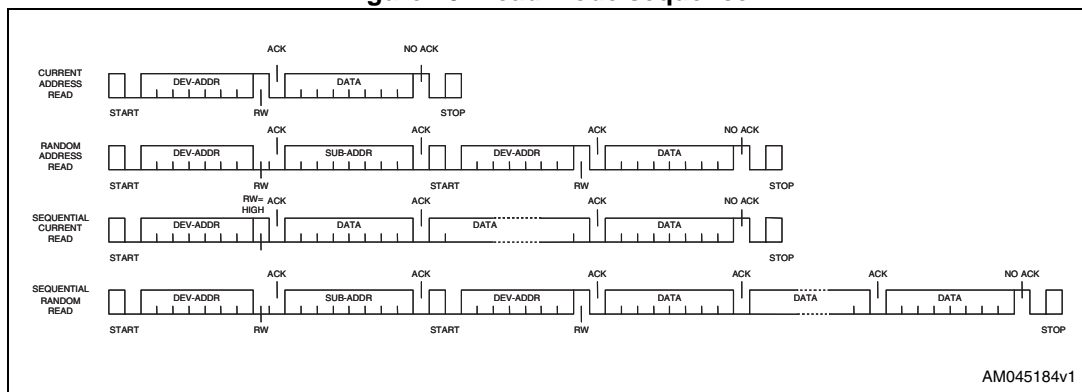 CURRENT
ADDRESS
READ
ACK NO ACK
DEV-ADDR DATA
START RW STOP
RANDOM
ADDRESS
READ
ACK ACK ACK NO ACK
DEV-ADDR SUB-ADDR DEV-ADDR DATA
START RW START RW STOP
SEQUENTIAL
CURRENT
READ
RW=
HIGH
ACK ACK ACK NO ACK
DEV-ADDR DATA DATA DATA
START STOP
SEQUENTIAL
RANDOM
READ
ACK ACK ACK ACK ACK NO ACK
DEV-ADDR SUB-ADDR DEV-ADDR DATA DATA DATA
START RW START RW STOP
AM045184v1